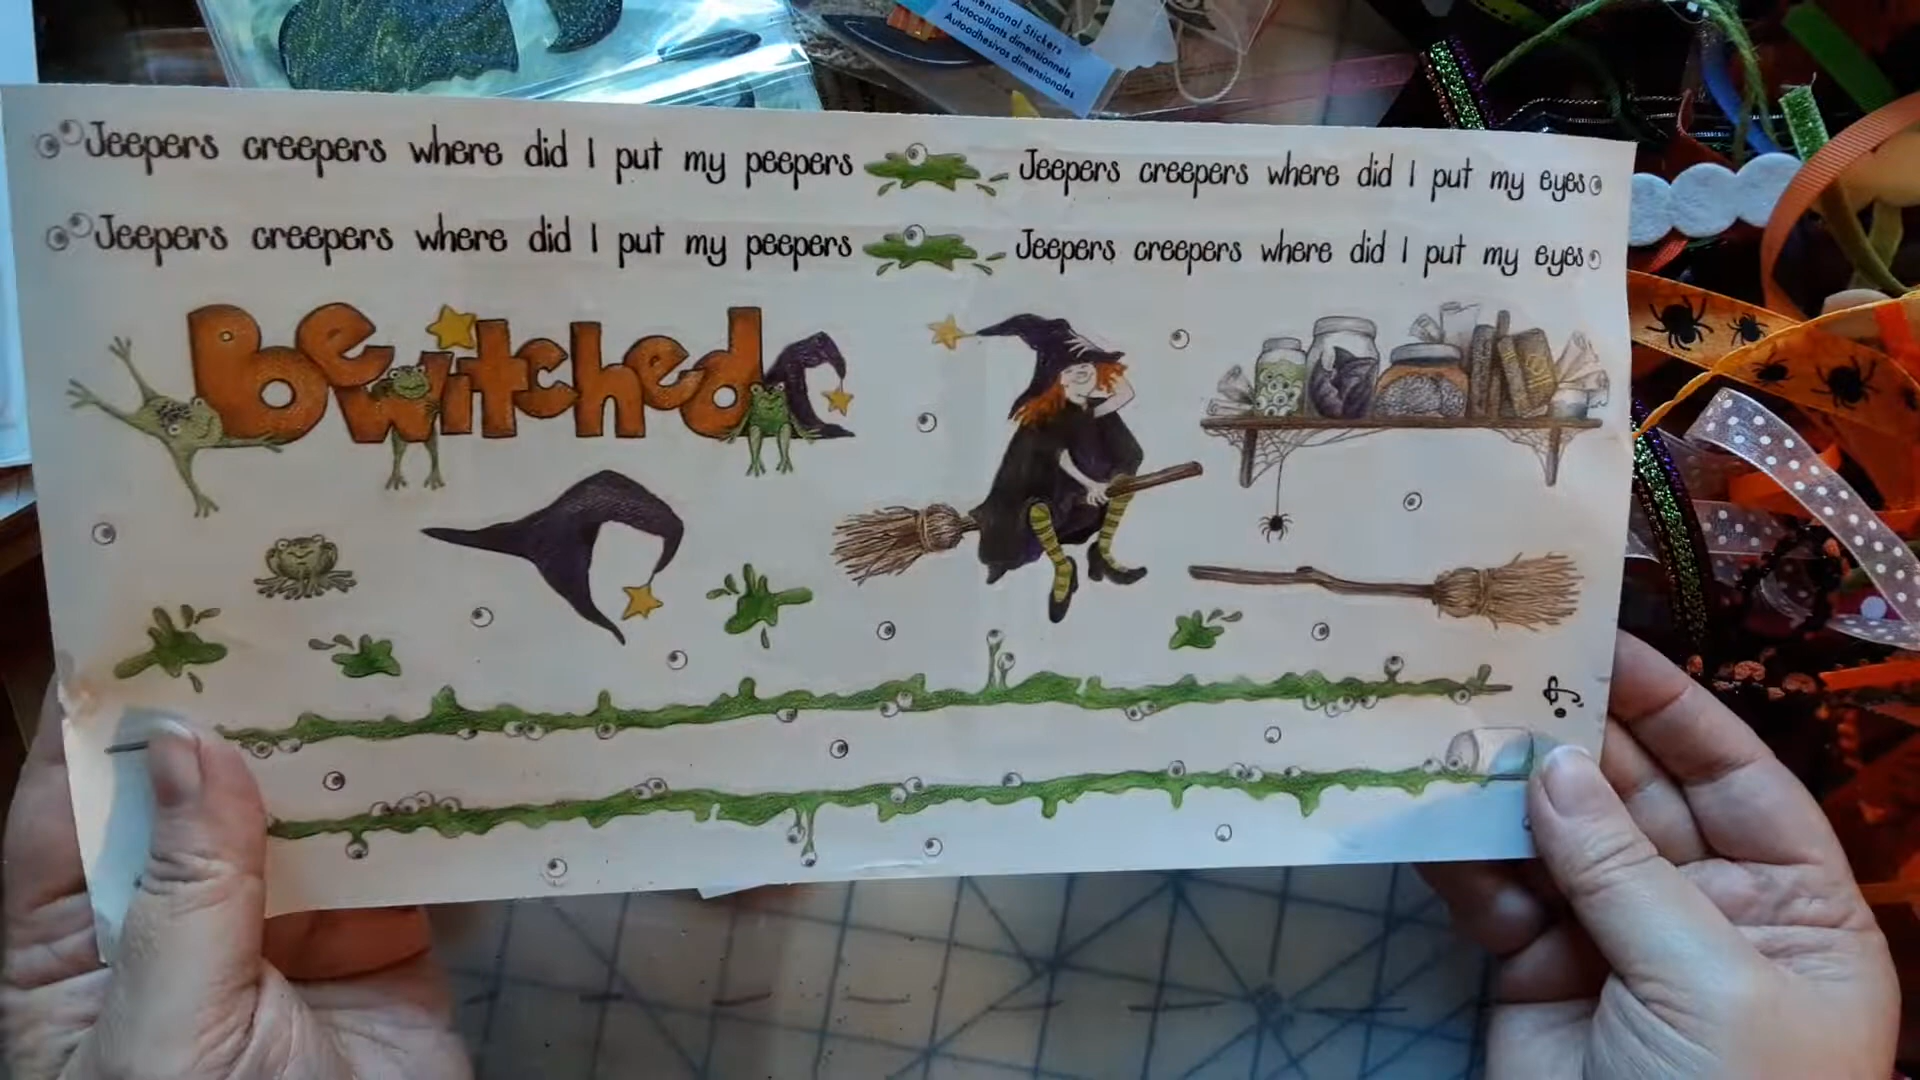 Dimensional Stickers
Autocollants dimensionnels
Autoadhesivos dimensionales
Jeepers creepers where did I put my peepers Jeepers creepers where did I put my eyes
Jeepers creepers where did I put my peepers Jeepers creepers where did I put my eyes
Bewitched